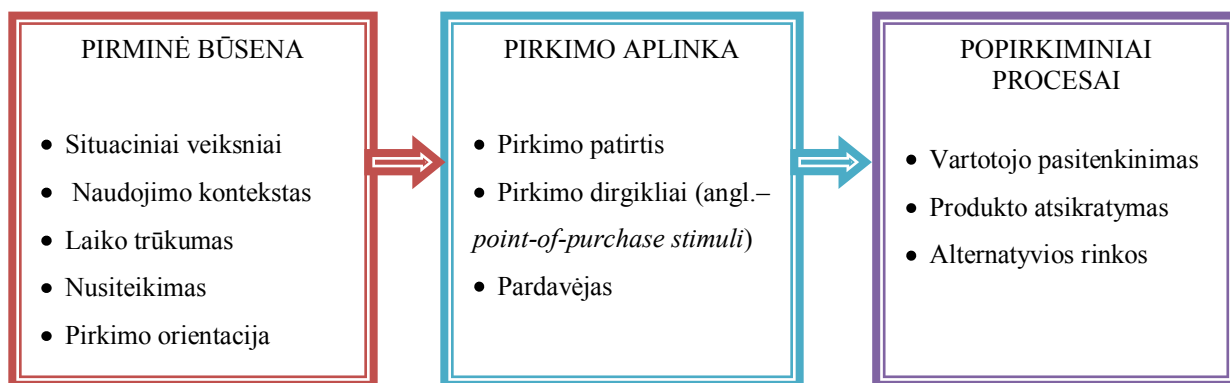 PIRMINĖ BŪSENA
• Situaciniai veiksniai
• Naudojimo kontekstas
• Laiko trūkumas
• Nusiteikimas
• Pirkimo orientacija
PIRKIMO APLINKA
• Pirkimo patirtis
• Pirkimo dirgikliai (angl.–
point-of-purchase stimuli)
• Pardavėjas
POPIRKIMINIAI
PROCESAI
• Vartotojo pasitenkinimas
• Produkto atsikratymas
• Alternatyvios rinkos